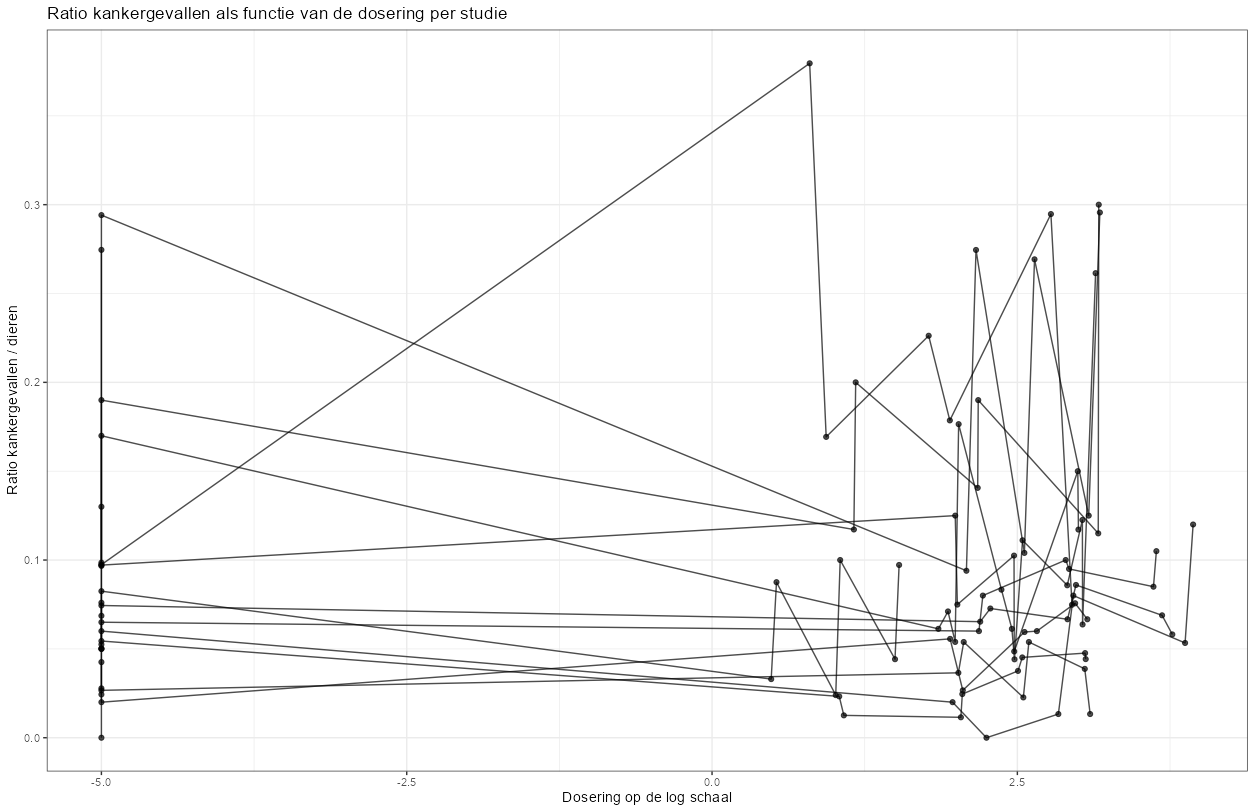 Ratio kankergevallen als functie van de dosering per studie
Ratio kankergevallen / dieren
0.3
0.2
0.1
0.0
-5.0 -2.5 0.0 2.5
Dosering op de log schaal